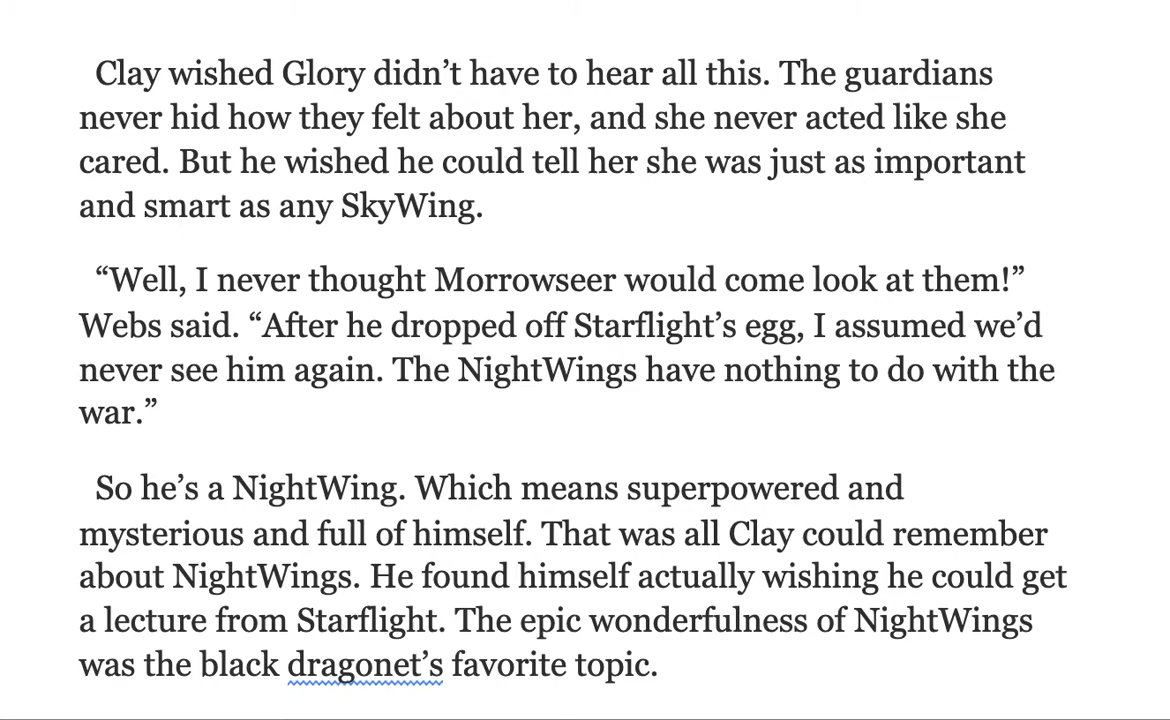 Clay wished Glory didn’t have to hear all this. The guardians
never hid how they felt about her, and she never acted like she
cared. But he wished he could tell her she was just as important
and smart as any SkyWing.
“Well, I never thought Morrowseer would come look at them!”
Webs said. “After he dropped off Starflight’s egg, I assumed we’d
never see him again. The NightWings have nothing to do with the
war.”
So he’s a NightWing. Which means superpowered and
mysterious and full of himself. That was all Clay could remember
about NightWings. He found himself actually wishing he could get
a lecture from Starflight. The epic wonderfulness of NightWings
was the black dragonet’s favorite topic.